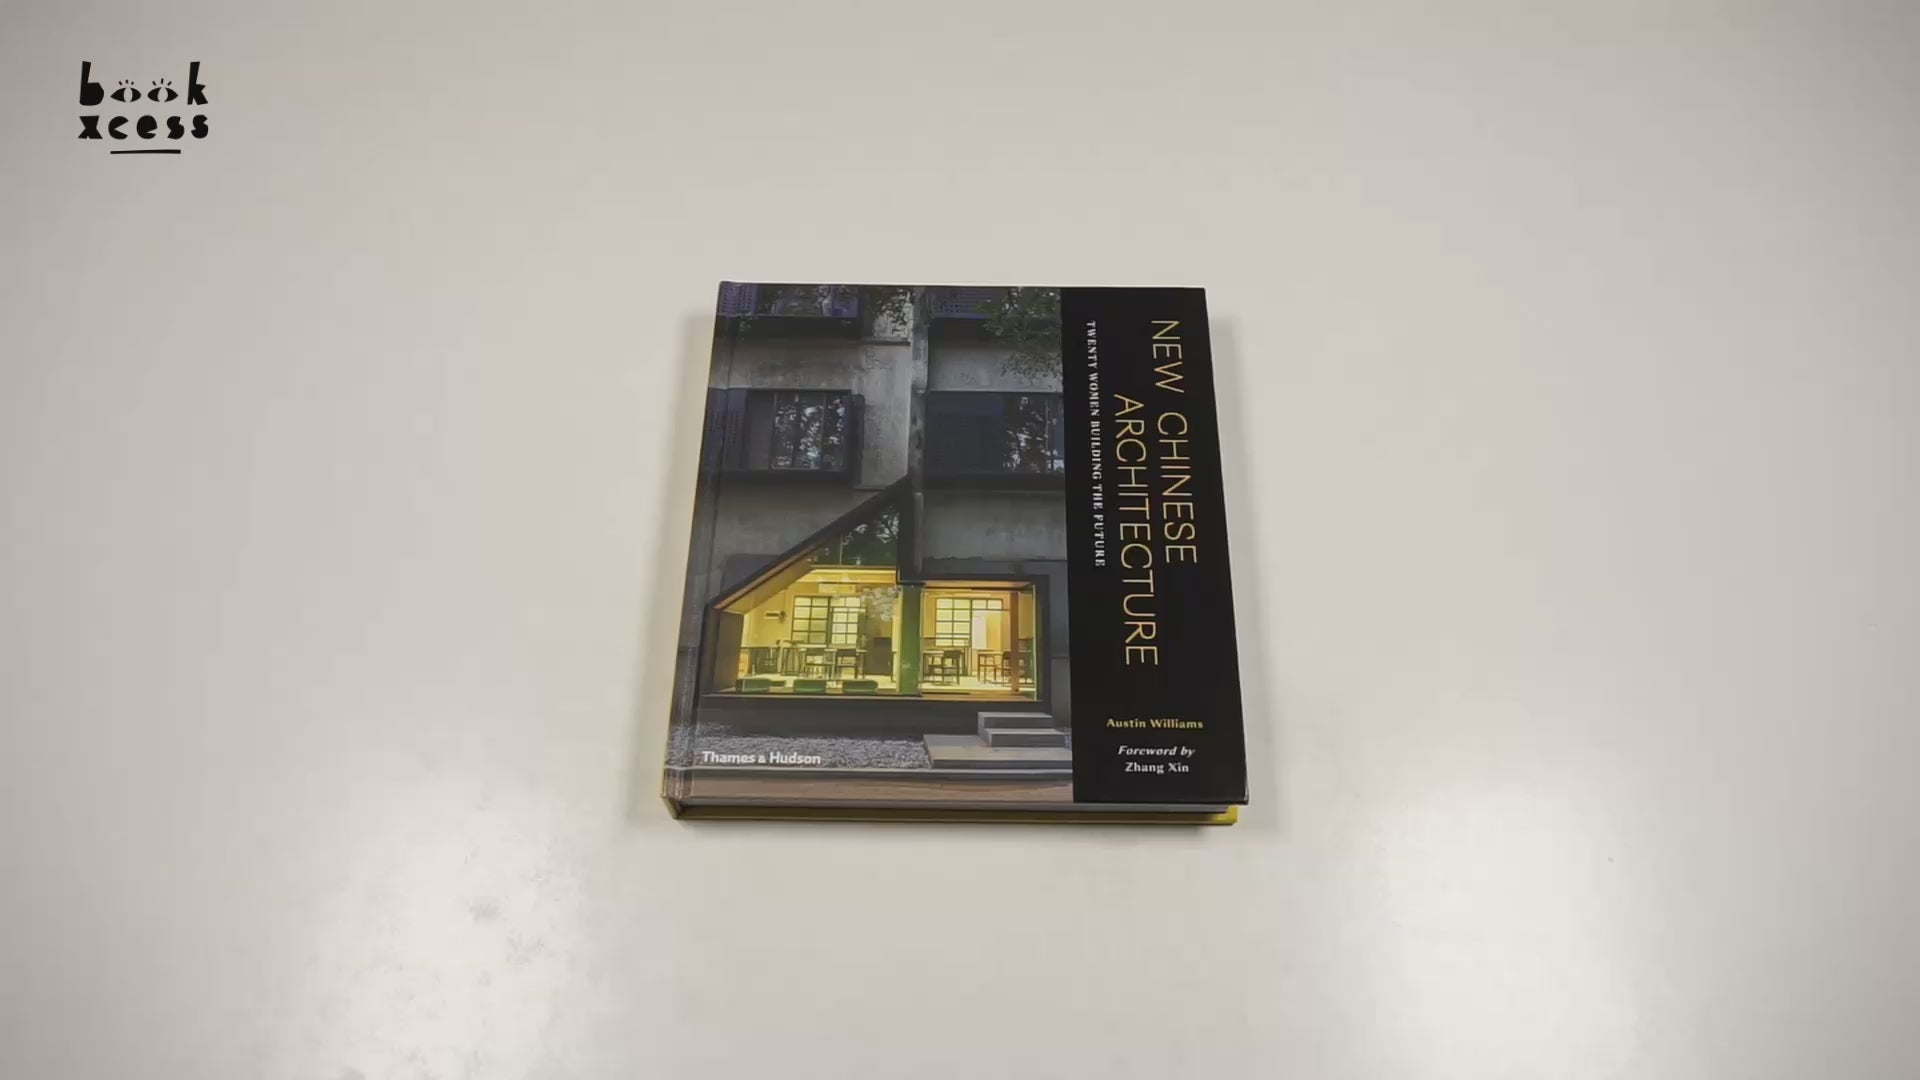 book
xcess
NEW CHINESE
ARCHITECTURE
TWENTY WOMEN BUILDING THE FUTURE
Austin Williams
Foreword by
Zhang Xin
Thames & Hudson